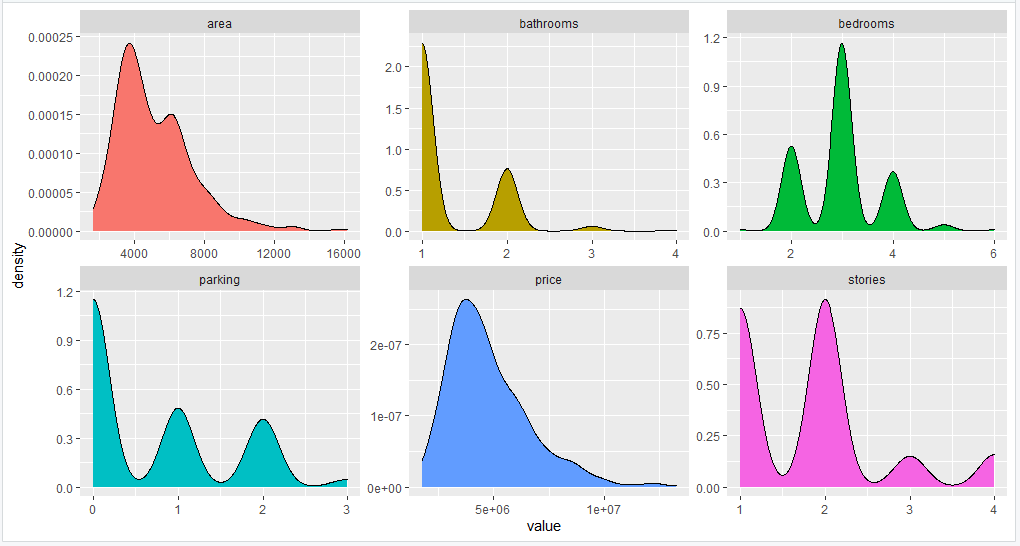 area
bathrooms
bedrooms
0.00025
0.00020
0.00015
0.00010
0.00005
0.00000
4000 8000 12000 16000
2.0
1.5
1.0
0.5
0.0
1 2 3 4
1.2
0.9
0.6
0.3
0.0
2 4 6
density
parking
price
stories
1.2
0.9
0.6
0.3
0.0
0 1 2 3
2e-07
1e-07
0e+00
5e+06 1e+07
0.75
0.50
0.25
0.00
1 2 3 4
value